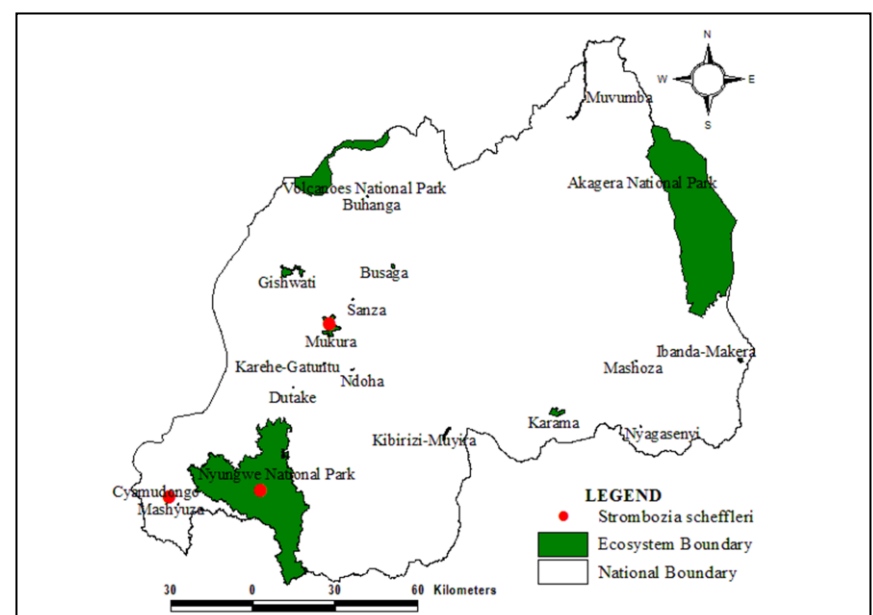 N
W E
S
Muvumba
Akagera National Park
Volcanoes National Park
Buhanga
Gishwati
Busaga
Sanza
Mukura
Ibanda-Makera
Karehe-Gatuntu
Mashoza
Ndoha
Dutake
Karama
Kibirizi-Muyira
Nyagasenyi
Nyungwe National Park
Cyamudongo
Mashyuza
LEGEND
Strombozia scheffleri
Ecosystem Boundary
National Boundary
30 0 30 60 Kilometers